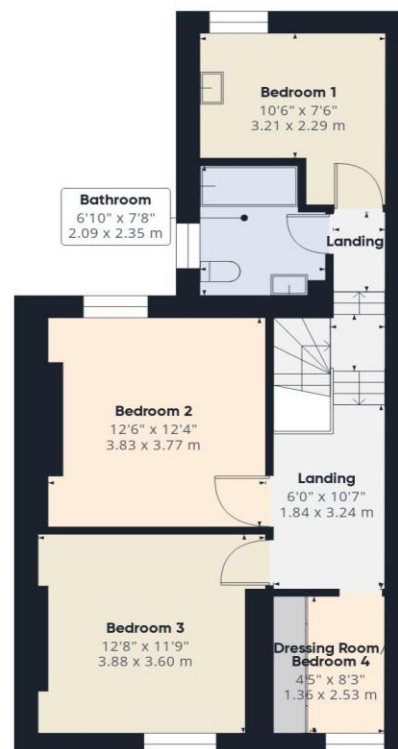 Bedroom 1
10'6" x 7'6"
3.21 x 2.29 m
Bathroom
6'10" x 7'8"
2.09 x 2.35 m
Landing
Bedroom 2
12'6" x 12'4"
3.83 x 3.77 m
Landing
6'0" x 10'7"
1.84 x 3.24 m
Bedroom 3
12'8" x 11'9"
3.88 x 3.60 m
Dressing Room/
Bedroom 4
4'5" x 8'3"
1.36 x 2.53 m